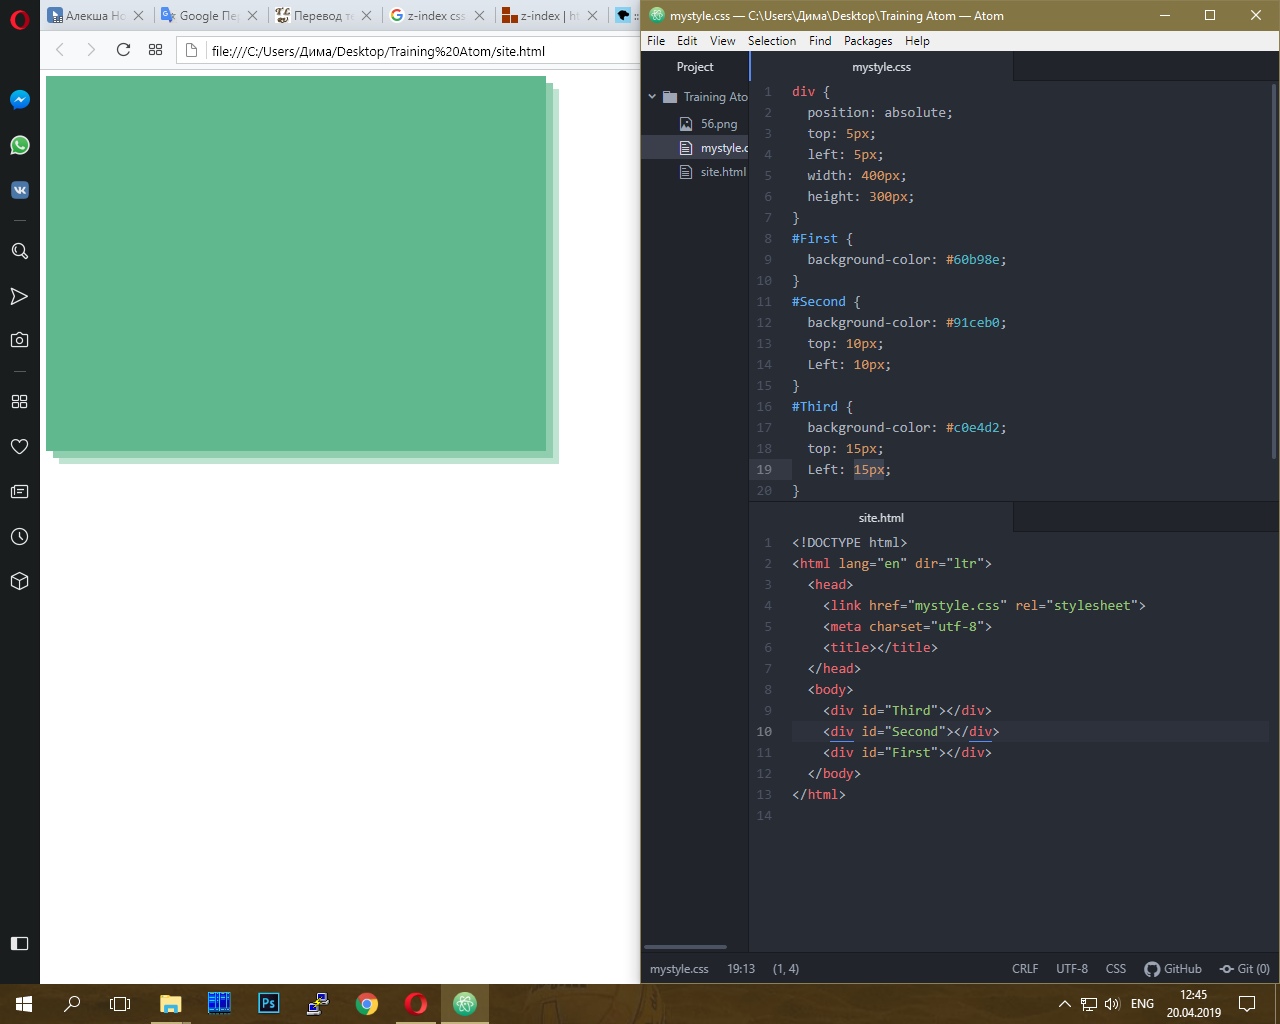 Алекша Но
Google Пер
Перевод те
z-index css
z-index | ht
file:///C:/Users/Дима/Desktop/Training%20Atom/site.html
mystyle.css — C:\Users\Дима\Desktop\Training Atom — Atom
File Edit View Selection Find Packages Help
Project
Training Ato
56.png
mystyle.c
site.html
mystyle.css
1 div {
2 position: absolute;
3 top: 5px;
4 left: 5px;
5 width: 400px;
6 height: 300px;
7 }
8 #First {
9 background-color: #60b98e;
10 }
11 #Second {
12 background-color: #91ceb0;
13 top: 10px;
14 Left: 10px;
15 }
16 #Third {
17 background-color: #c0e4d2;
18 top: 15px;
19 Left: 15px;
20 }
site.html
1 <!DOCTYPE html>
2 <html lang="en" dir="ltr">
3 <head>
4 <link href="mystyle.css" rel="stylesheet">
5 <meta charset="utf-8">
6 <title></title>
7 </head>
8 <body>
9 <div id="Third"></div>
10 <div id="Second"></div>
11 <div id="First"></div>
12 </body>
13 </html>
14
mystyle.css 19:13 (1, 4) CRLF UTF-8 CSS GitHub Git (0)
Ps
ENG
12:45
20.04.2019